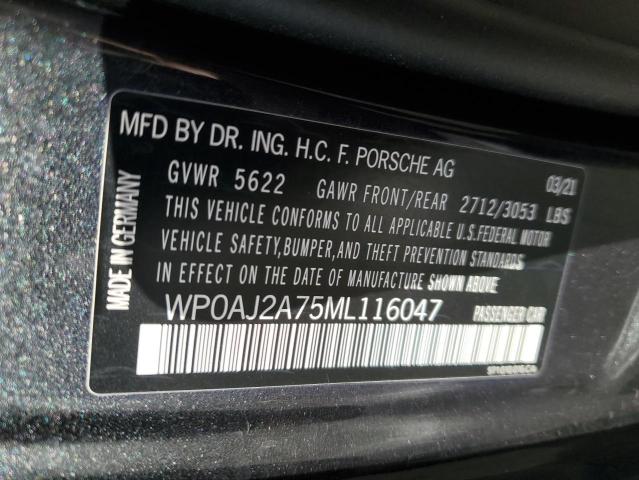 MFD BY DR. ING. H.C. F. PORSCHE AG
03/21
GVWR 5622 GAWR FRONT/REAR 2712/3053 LBS
THIS VEHICLE CONFORMS TO ALL APPLICABLE U.S.FEDERAL MOTOR
VEHICLE SAFETY,BUMPER,AND THEFT PREVENTION STANDARDS
IN EFFECT ON THE DATE MANUFACTURE SHOWN ABOVE
WP0AJ2A75ML116047
PASSENGER CAR
MADE IN GERMANY